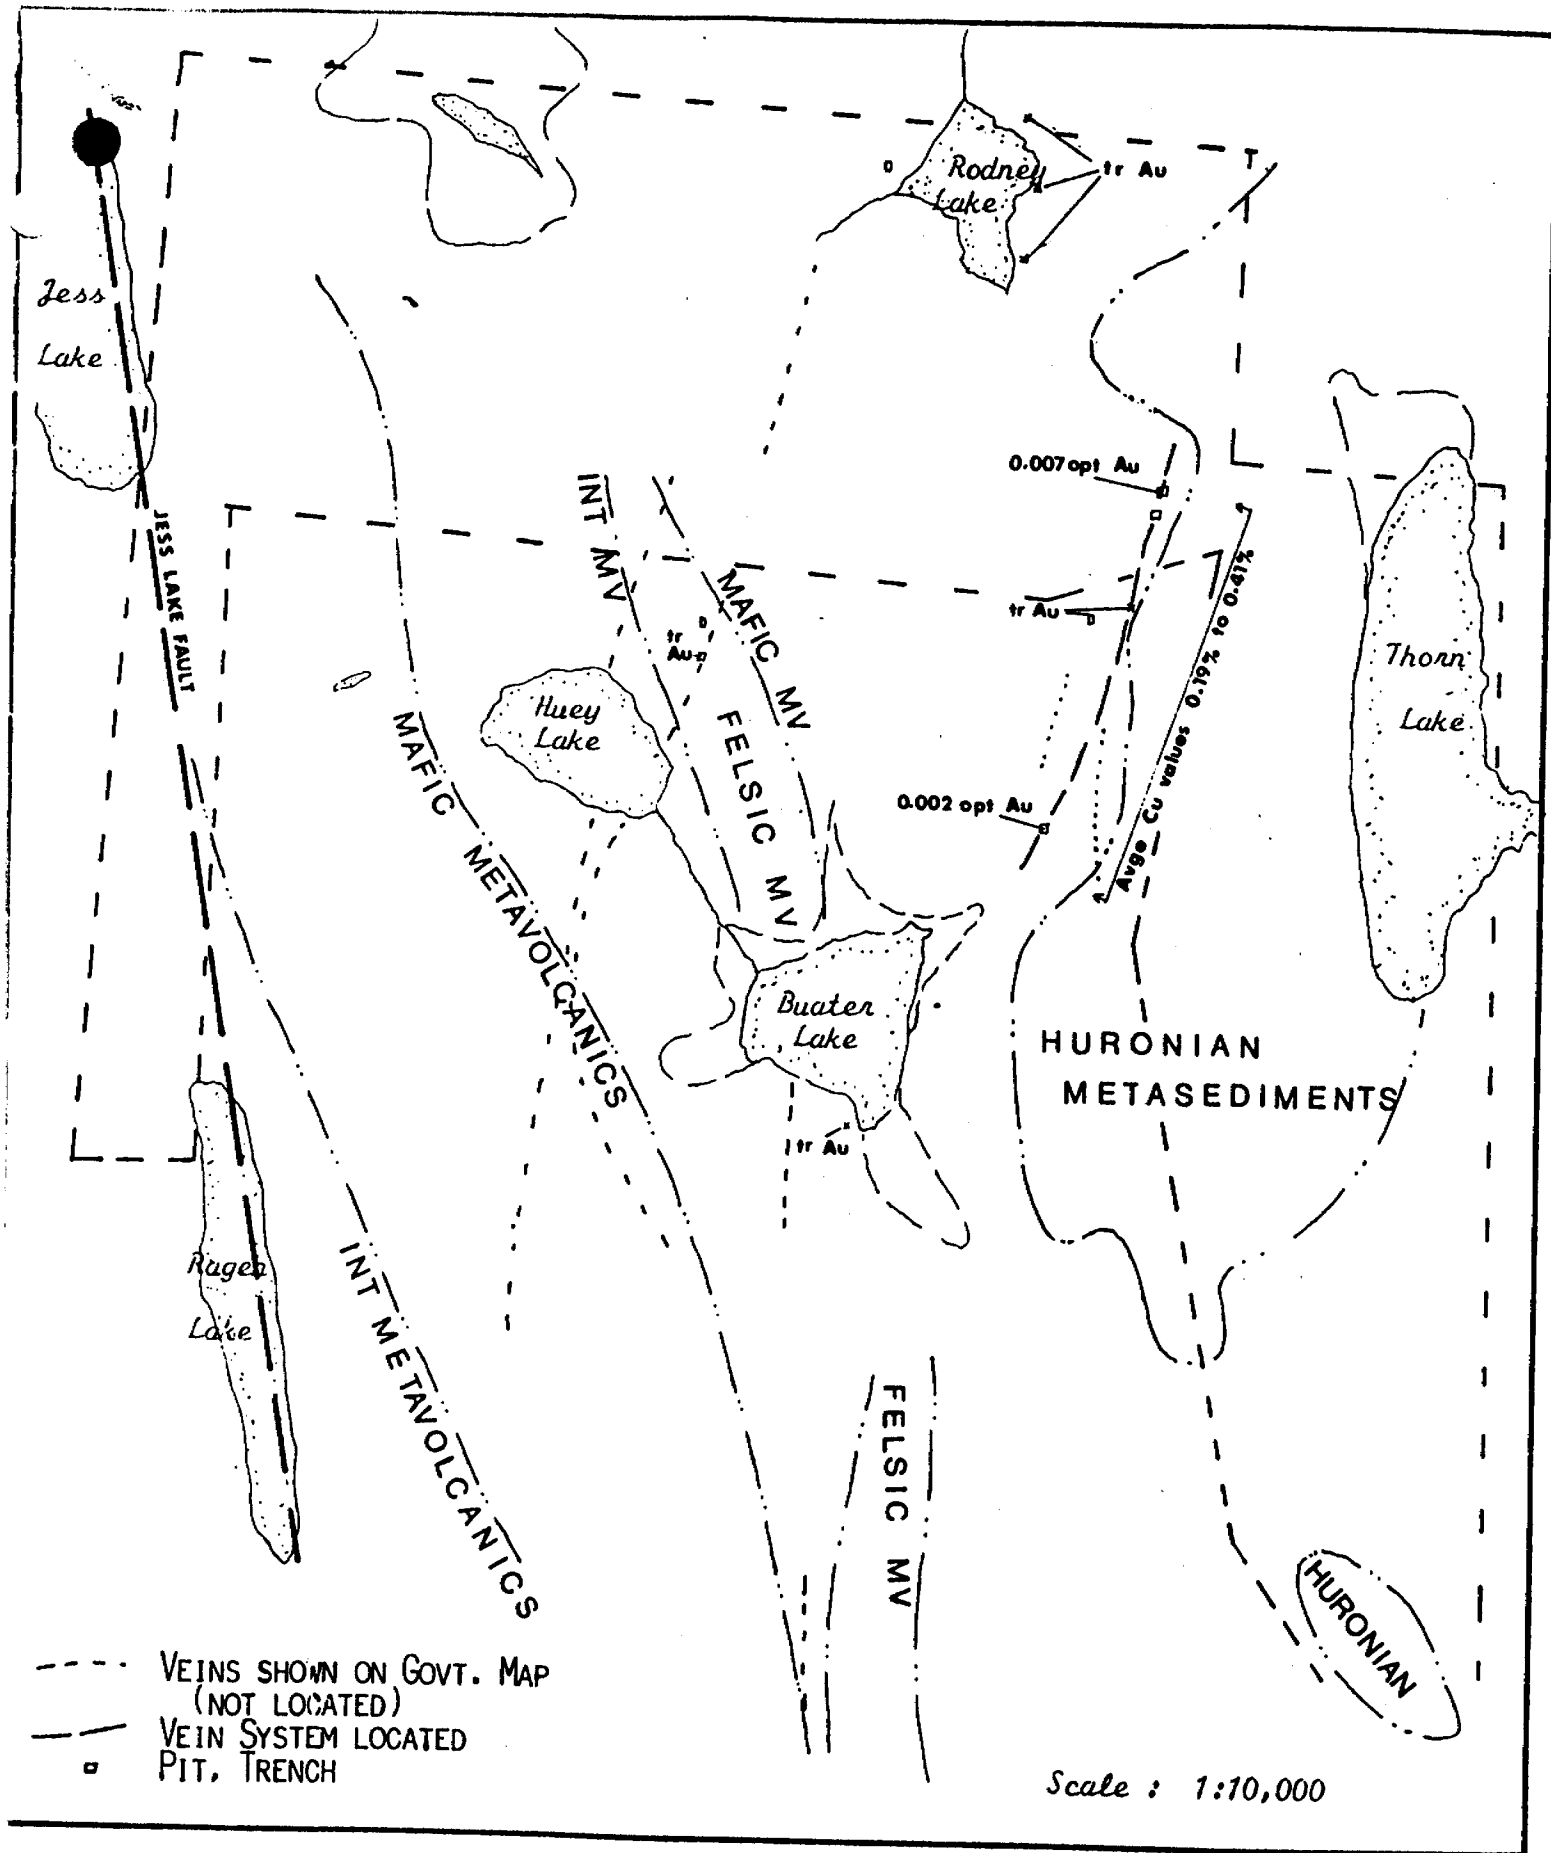 Rodney
Lake
tr Au
Jess
Lake
0.007 opt Au
JESS LAKE FAULT
INT MV
MAFIC MV
tr
Au
tr Au
Avge Cu values 0.19% to 0.41%
Thorn
Lake
Huey
Lake
FELSIC MV
MAFIC METAVOLCANICS
0.002 opt Au
Buater
Lake
HURONIAN
METASEDIMENTS
tr Au
Ragen
Lake
INT METAVOLCANICS
FELSIC MV
HURONIAN
VEINS SHOWN ON GOVT. MAP
(NOT LOCATED)
VEIN SYSTEM LOCATED
PIT, TRENCH
Scale : 1:10,000